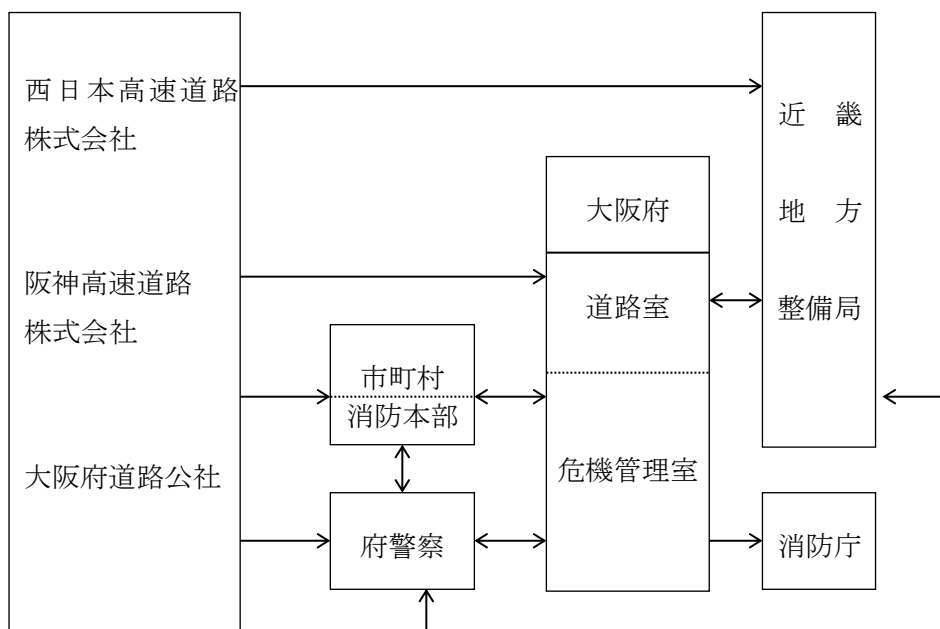 西日本高速道路
株式会社
阪神高速道路
株式会社
大阪府道路公社
市町村
消防本部
府警察
大阪府
道路室
危機管理室
近　畿
地　方
整備局
消防庁